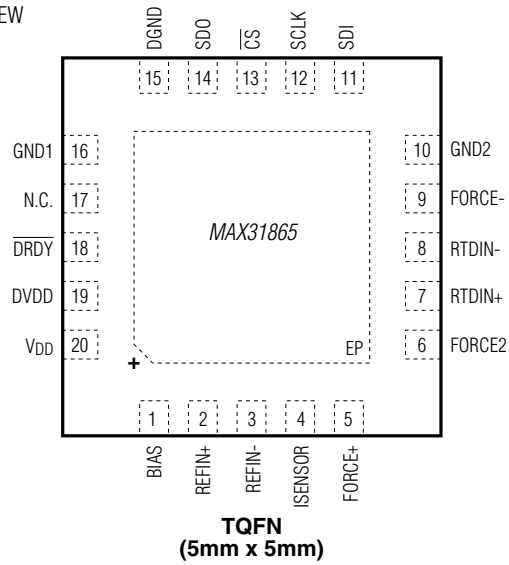 EW
DGND SDO C̅S̅ SCLK SDI
15 14 13 12 11
GND1 16 10 GND2
N.C. 17 9 FORCE-
MAX31865
D̅R̅D̅Y̅ 18 8 RTDIN-
DVDD 19 7 RTDIN+
VDD 20 6 FORCE2
EP
+
1 2 3 4 5
BIAS REFIN+ REFIN- ISENSOR FORCE+
TQFN
(5mm x 5mm)